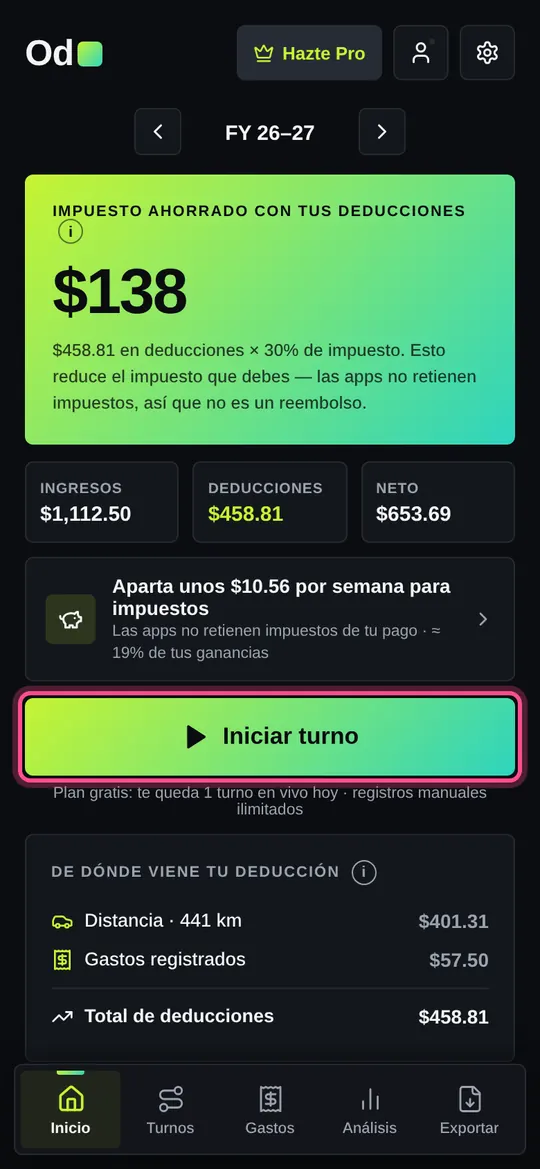 Od
Hazte Pro
FY 26–27
IMPUESTO AHORRADO CON TUS DEDUCCIONES
i
$138
$458.81 en deducciones × 30% de impuesto. Esto
reduce el impuesto que debes — las apps no retienen
impuestos, así que no es un reembolso.
INGRESOS
$1,112.50
DEDUCCIONES
$458.81
NETO
$653.69
Aparta unos $10.56 por semana para
impuestos
Las apps no retienen impuestos de tu pago · ≈
19% de tus ganancias
Iniciar turno
Plan gratis: te queda 1 turno en vivo hoy · registros manuales
ilimitados
DE DÓNDE VIENE TU DEDUCCIÓN i
Distancia · 441 km $401.31
Gastos registrados $57.50
Total de deducciones $458.81
Inicio Turnos Gastos Análisis Exportar